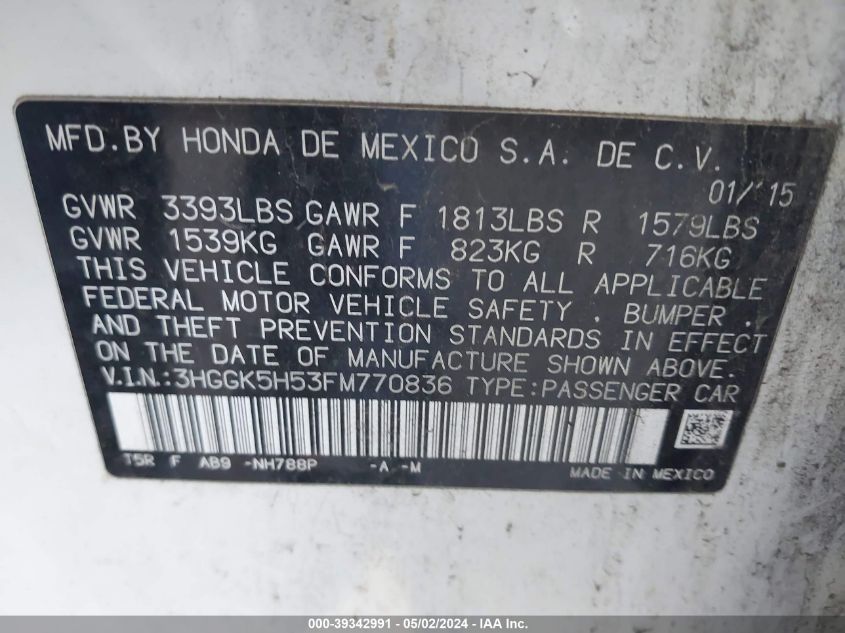 MFD.BY HONDA DE MEXICO S.A. DE C.V.
01/'15
GVWR 3393LBS GAWR F 1813LBS R 1579LBS
GVWR 1539KG GAWR F 823KG R 716KG
THIS VEHICLE CONFORMS TO ALL APPLICABLE
FEDERAL MOTOR VEHICLE SAFETY , BUMPER ,
AND THEFT PREVENTION STANDARDS IN EFFECT
ON THE DATE OF MANUFACTURE SHOWN ABOVE.
V.I.N.:3HGGK5H53FM770836 TYPE:PASSENGER CAR
T5R F AB9 -NH788P -A -M MADE IN MEXICO
000-39342991 - 05/02/2024 - IAA Inc.